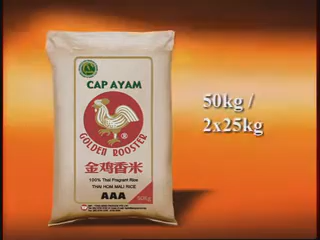 CAP AYAM
GOLDEN ROOSTER
金鸡香米
100% Thai Fragrant Rice
THAI HOM MALI RICE
AAA
50kg
50kg /
2x25kg